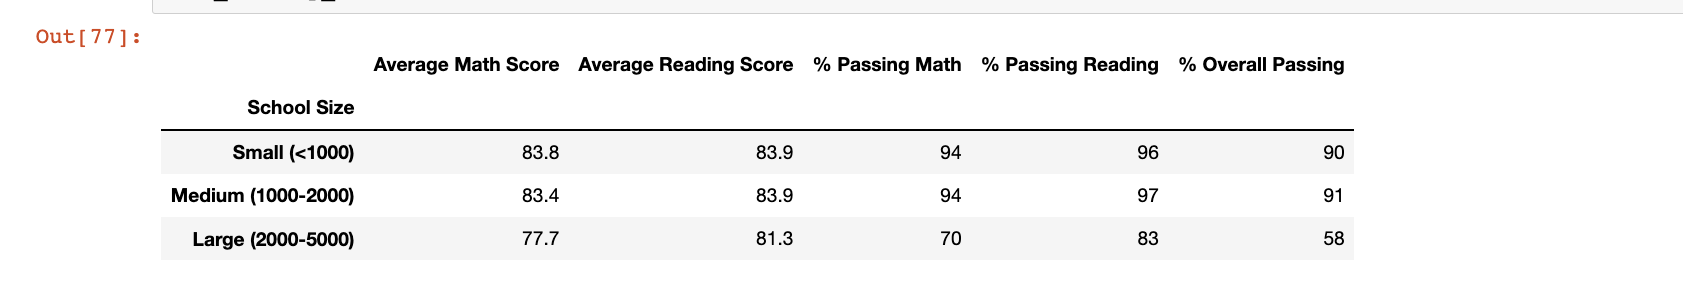 Out[77]:
Average Math Score Average Reading Score % Passing Math % Passing Reading % Overall Passing
School Size
Small (<1000) 83.8 83.9 94 96 90
Medium (1000-2000) 83.4 83.9 94 97 91
Large (2000-5000) 77.7 81.3 70 83 58